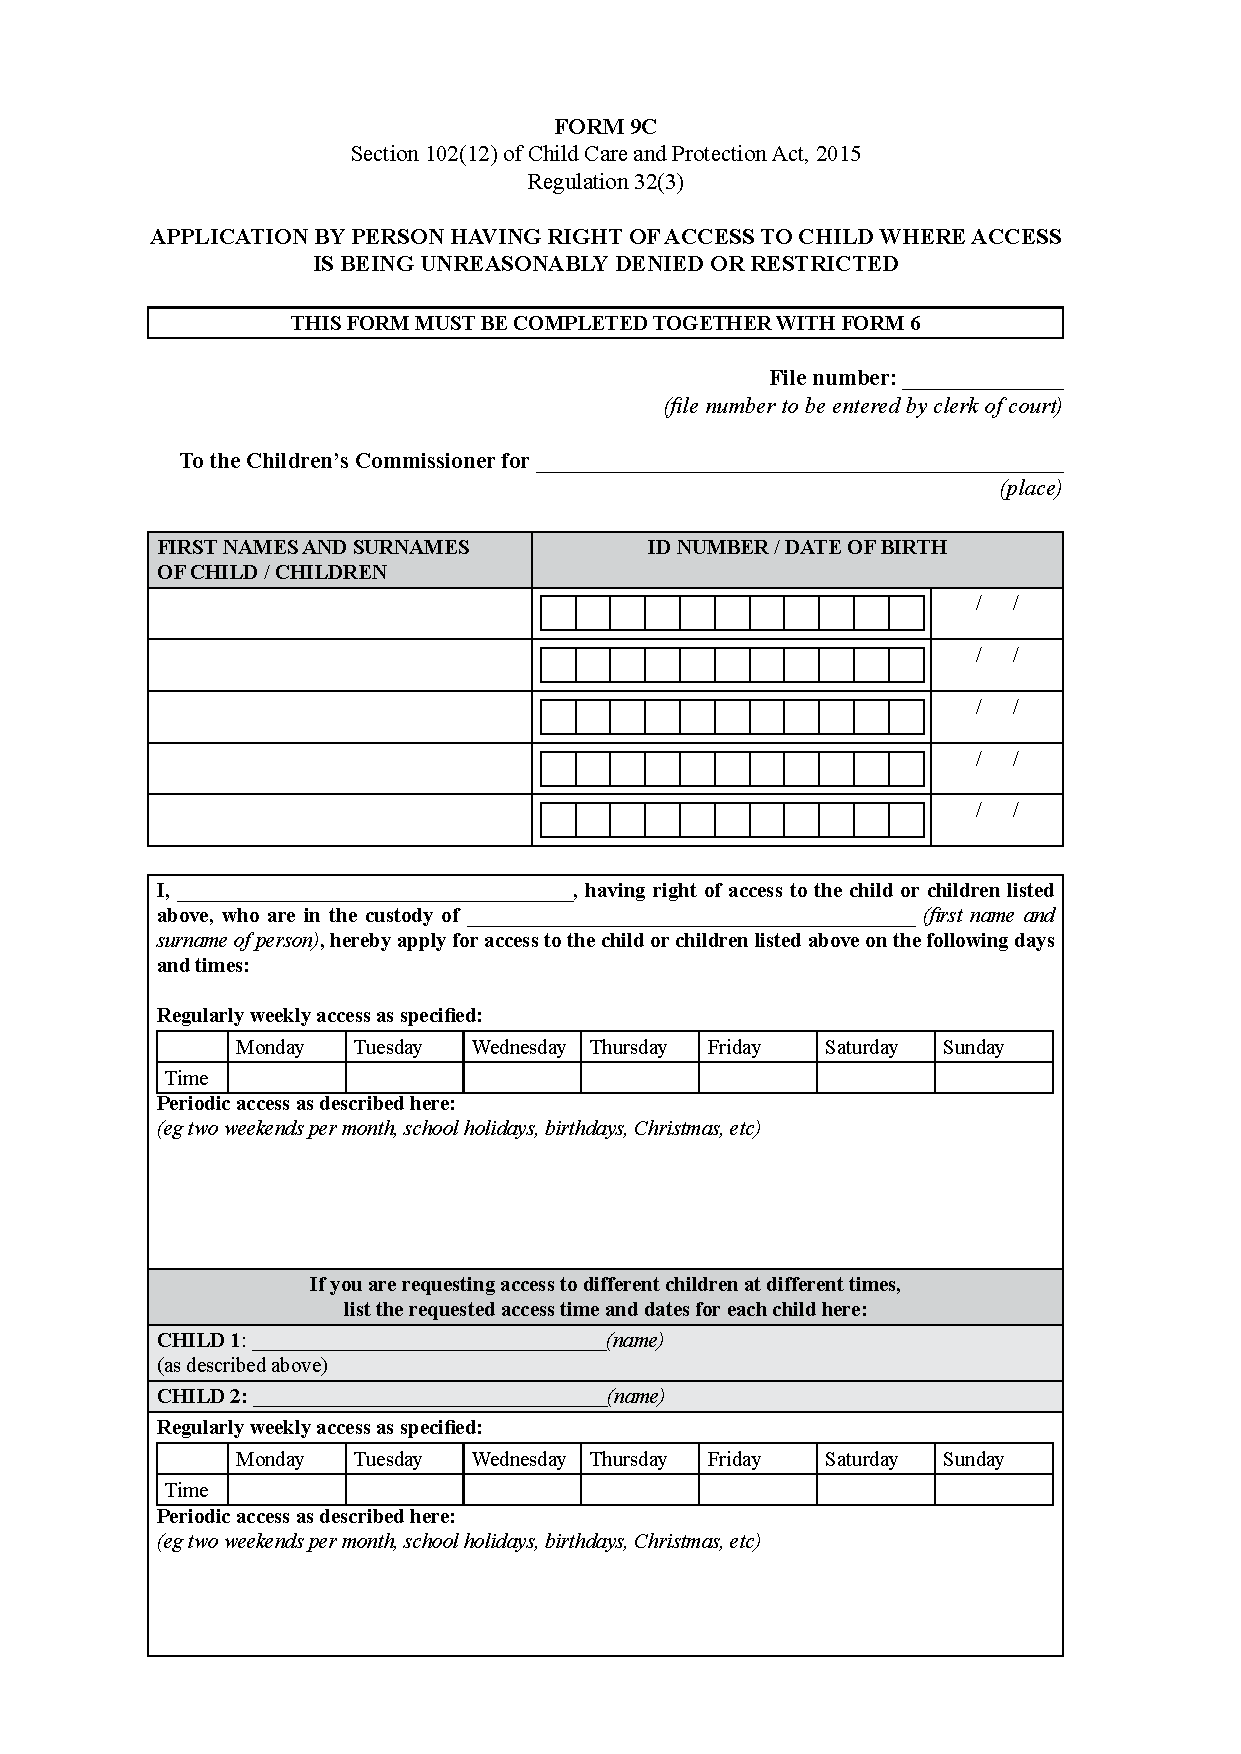 FORM 9C
Section 102(12) of Child Care and Protection Act, 2015
Regulation 32(3)
APPLICATION BY PERSON HAVING RIGHT OF ACCESS TO CHILD WHERE ACCESS
IS BEING UNREASONABLY DENIED OR RESTRICTED
THIS FORM MUST BE COMPLETED TOGETHER WITH FORM 6
File number: _______________
(file number to be entered by clerk of court)
To the Children’s Commissioner for ________________________________________________
(place)
FIRST NAMES AND SURNAMES
OF CHILD / CHILDREN
ID NUMBER / DATE OF BIRTH
/ /
/ /
/ /
/ /
/ /
I, ______________________________________, having right of access to the child or children listed
above, who are in the custody of ___________________________________________ (first name and
surname of person), hereby apply for access to the child or children listed above on the following days
and times:
Regularly weekly access as specified:
Monday Tuesday Wednesday Thursday Friday Saturday Sunday
Time
Periodic access as described here:
(eg two weekends per month, school holidays, birthdays, Christmas, etc)
If you are requesting access to different children at different times,
list the requested access time and dates for each child here:
CHILD 1: __________________________________(name)
(as described above)
CHILD 2: __________________________________(name)
Regularly weekly access as specified:
Monday Tuesday Wednesday Thursday Friday Saturday Sunday
Time
Periodic access as described here:
(eg two weekends per month, school holidays, birthdays, Christmas, etc)